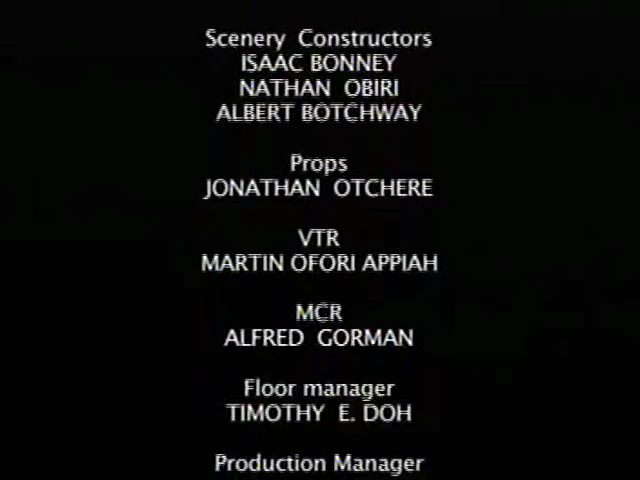 Scenery Constructors
ISAAC BONNEY
NATHAN OBIRI
ALBERT BOTCHWAY
Props
JONATHAN OTCHERE
VTR
MARTIN OFORI APPIAH
MCR
ALFRED GORMAN
Floor manager
TIMOTHY E. DOH
Production Manager